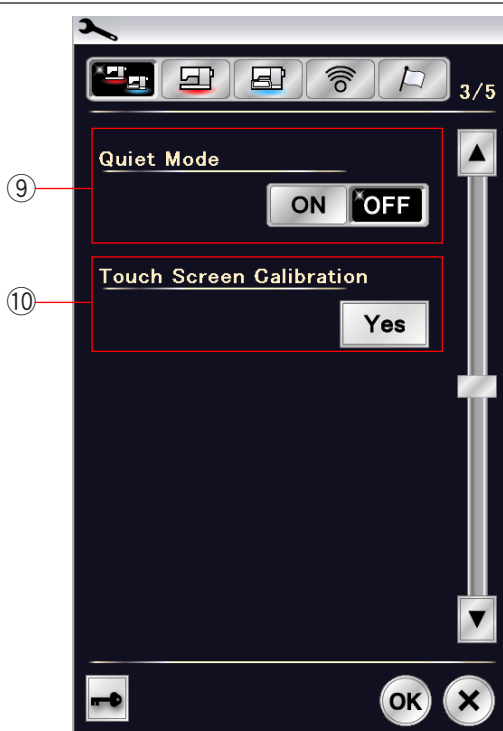 3/5
Quiet Mode
⑨
ON OFF
Touch Screen Calibration
⑩
Yes
OK